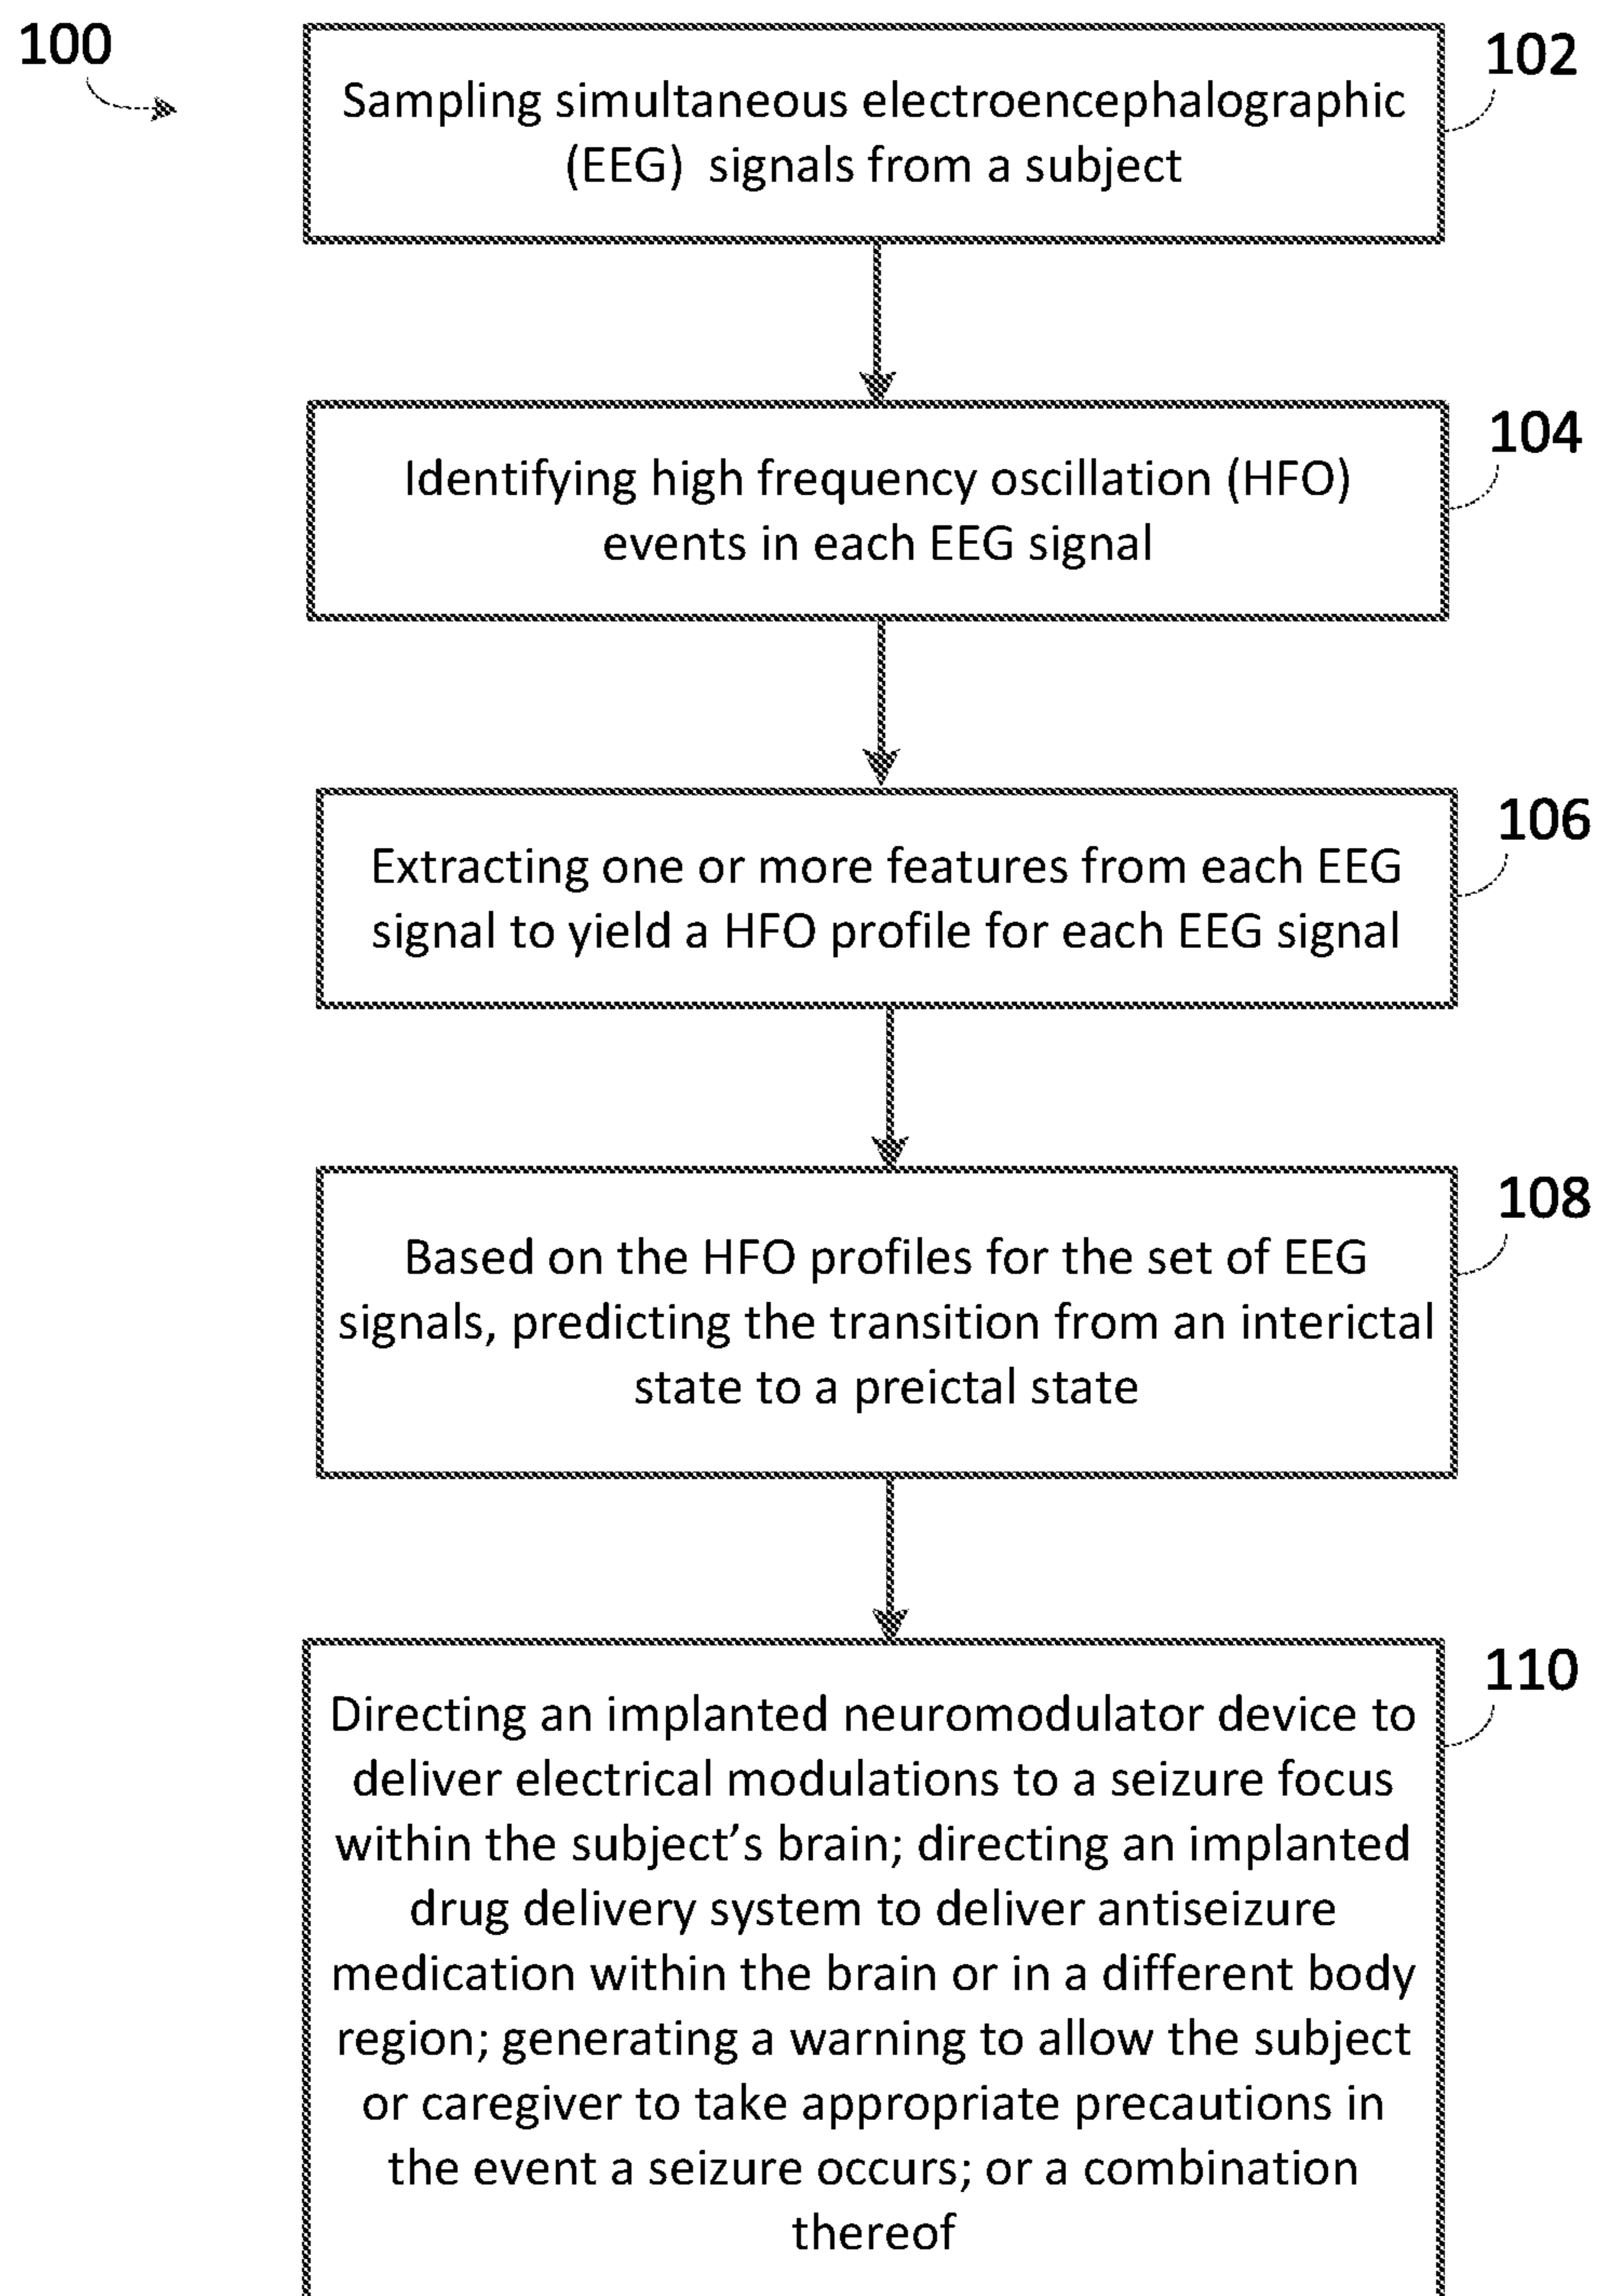 100
102
Sampling simultaneous electroencephalographic
(EEG) signals from a subject
104
Identifying high frequency oscillation (HFO)
events in each EEG signal
106
Extracting one or more features from each EEG
signal to yield a HFO profile for each EEG signal
108
Based on the HFO profiles for the set of EEG
signals, predicting the transition from an interictal
state to a preictal state
110
Directing an implanted neuromodulator device to
deliver electrical modulations to a seizure focus
within the subject’s brain; directing an implanted
drug delivery system to deliver antiseizure
medication within the brain or in a different body
region; generating a warning to allow the subject
or caregiver to take appropriate precautions in
the event a seizure occurs; or a combination
thereof